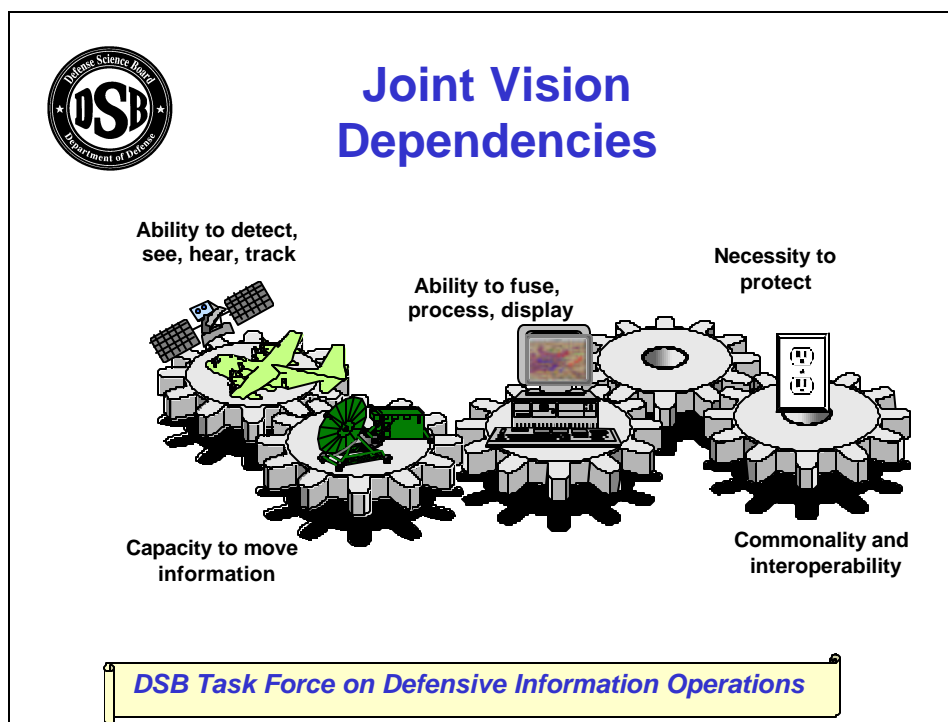 Defense Science Board
DSB
Department of Defense
Joint Vision
Dependencies
Ability to detect,
see, hear, track
Ability to fuse,
process, display
Necessity to
protect
Capacity to move
information
Commonality and
interoperability
DSB Task Force on Defensive Information Operations